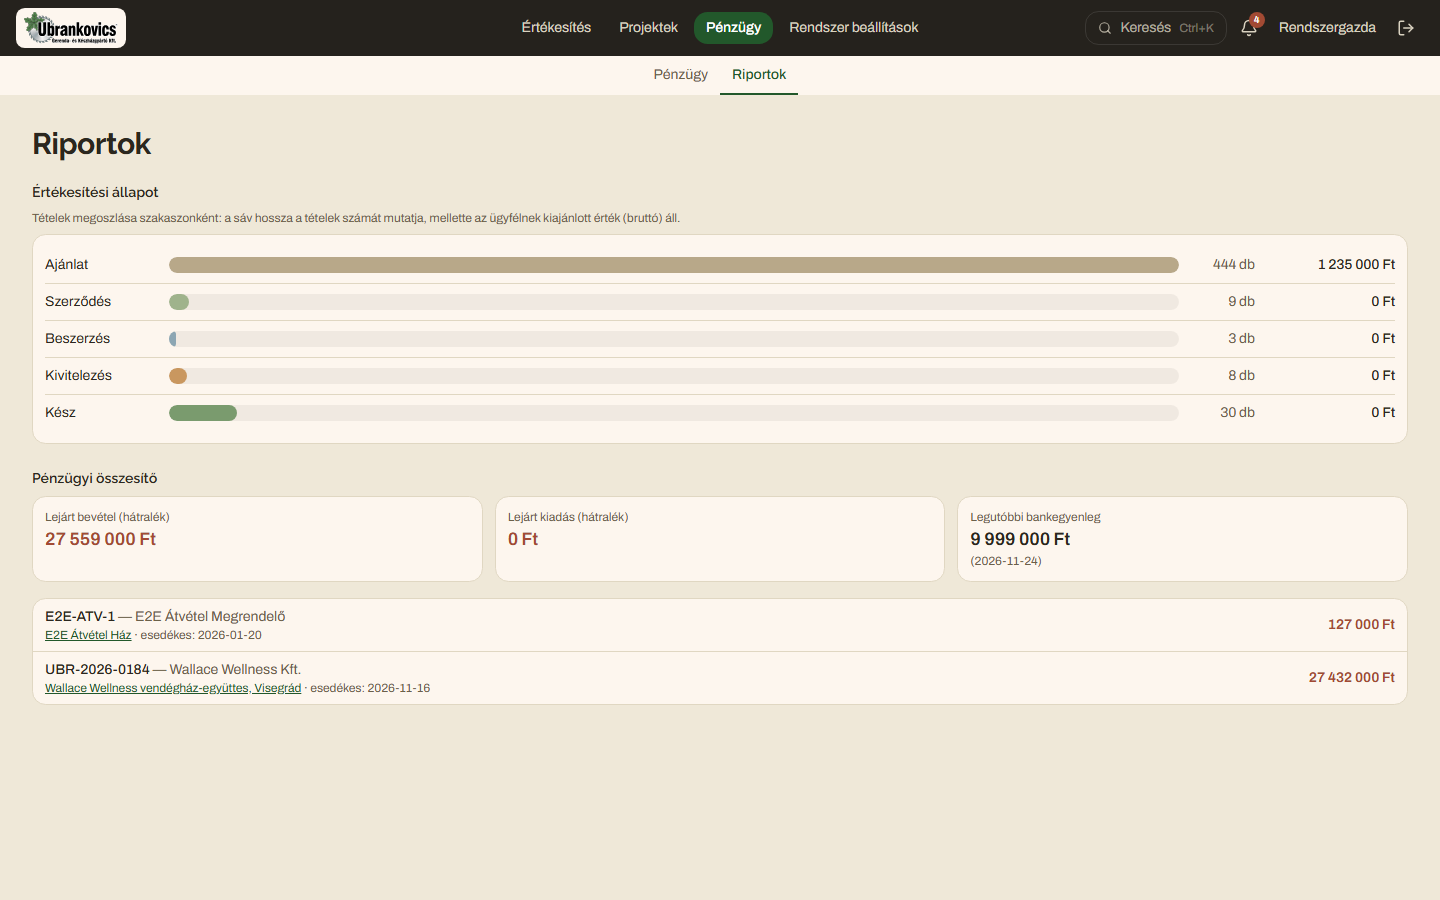 Ubrankovics
Gerenda- és Készházgyártó Kft.
Értékesítés
Projektek
Pénzügy
Rendszer beállítások
Keresés Ctrl+K
4
Rendszergazda
Pénzügy
Riportok
Riportok
Értékesítési állapot
Tételek megoszlása szakaszonként: a sáv hossza a tételek számát mutatja, mellette az ügyfélnek kiajánlott érték (bruttó) áll.
Ajánlat 444 db 1 235 000 Ft
Szerződés 9 db 0 Ft
Beszerzés 3 db 0 Ft
Kivitelezés 8 db 0 Ft
Kész 30 db 0 Ft
Pénzügyi összesítő
Lejárt bevétel (hátralék)
27 559 000 Ft
Lejárt kiadás (hátralék)
0 Ft
Legutóbbi bankegyenleg
9 999 000 Ft
(2026-11-24)
E2E-ATV-1 — E2E Átvétel Megrendelő
E2E Átvétel Ház · esedékes: 2026-01-20
127 000 Ft
UBR-2026-0184 — Wallace Wellness Kft.
Wallace Wellness vendégház-együttes, Visegrád · esedékes: 2026-11-16
27 432 000 Ft